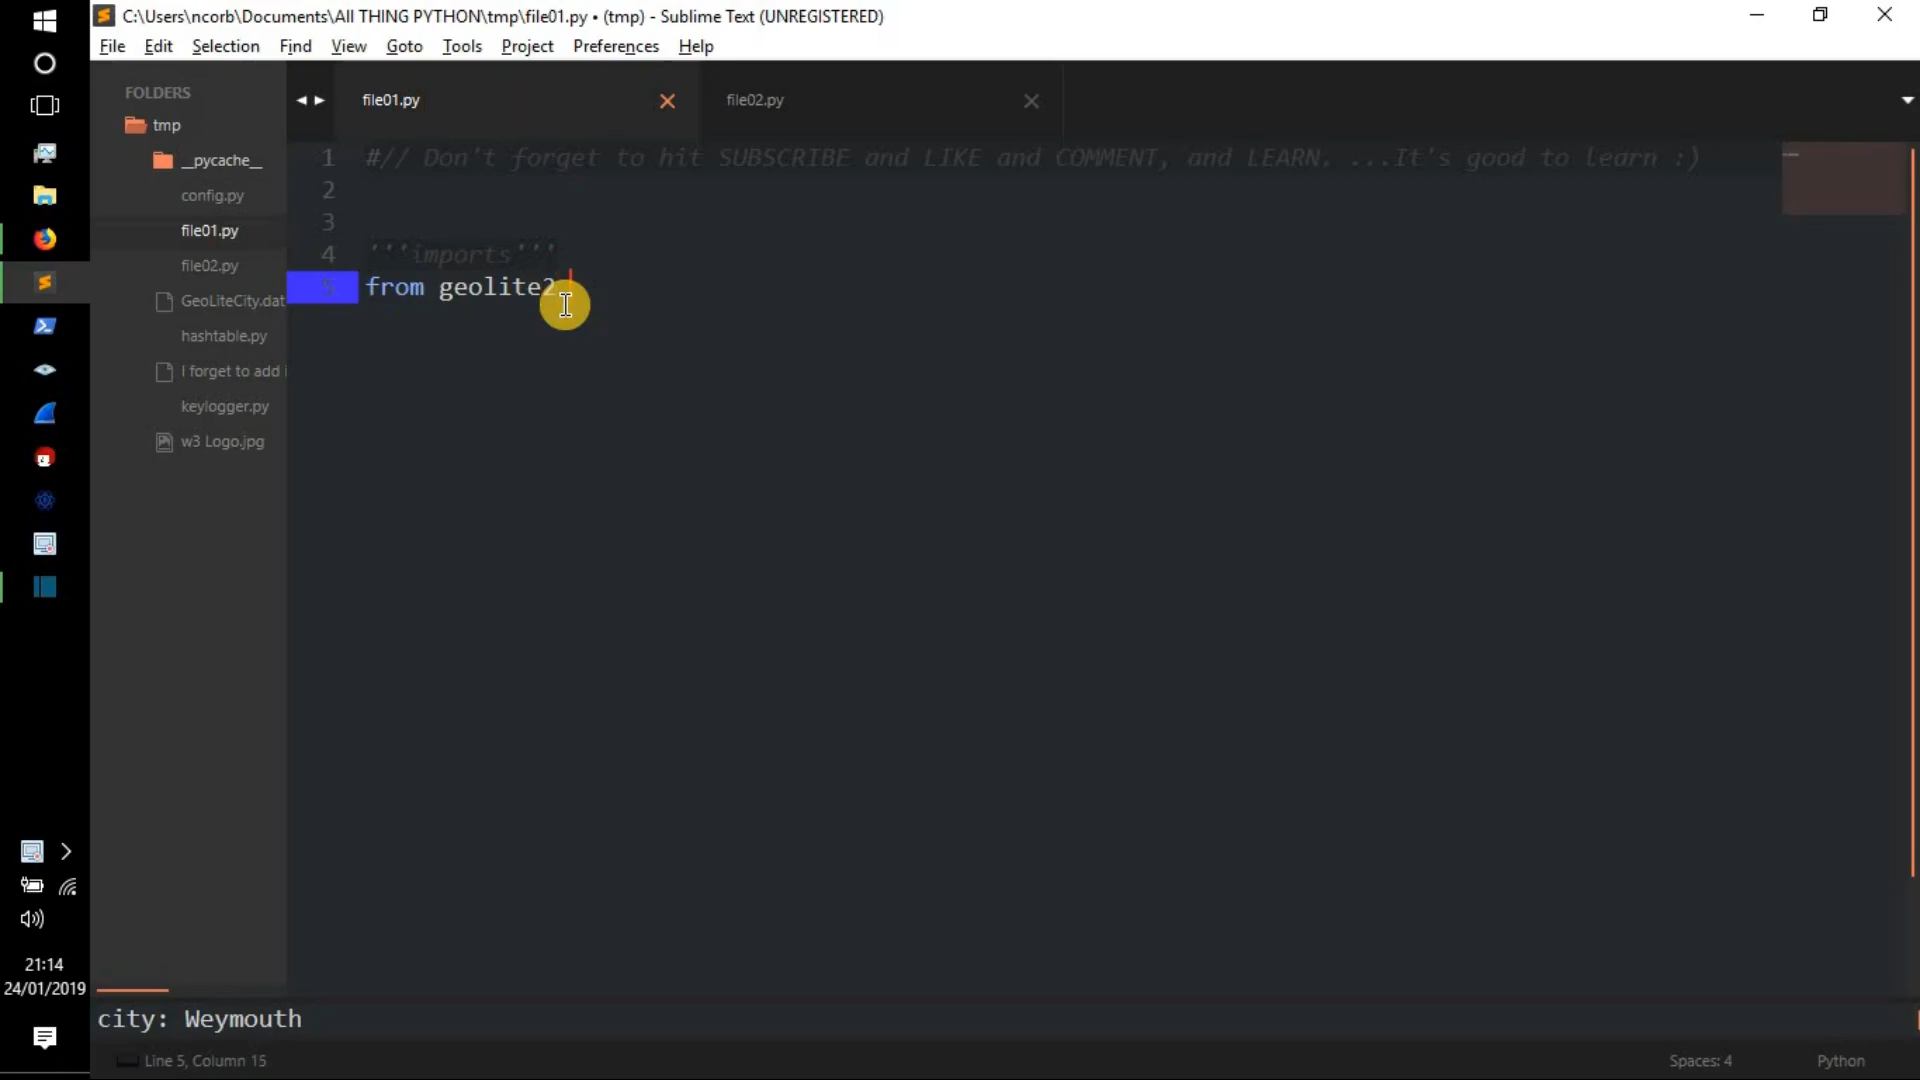 C:\Users\ncorb\Documents\All THING PYTHON\tmp\file01.py • (tmp) - Sublime Text (UNREGISTERED)
File Edit Selection Find View Goto Tools Project Preferences Help
FOLDERS
tmp
__pycache__
config.py
file01.py
file02.py
GeoLiteCity.dat
hashtable.py
I forget to add i
keylogger.py
w3 Logo.jpg
file01.py
file02.py
1 #// Don't forget to hit SUBSCRIBE and LIKE and COMMENT, and LEARN. ...It's good to learn :)
2
3
4 '''imports'''
5 from geolite2
city: Weymouth
Line 5, Column 15
Spaces: 4
Python
21:14
24/01/2019